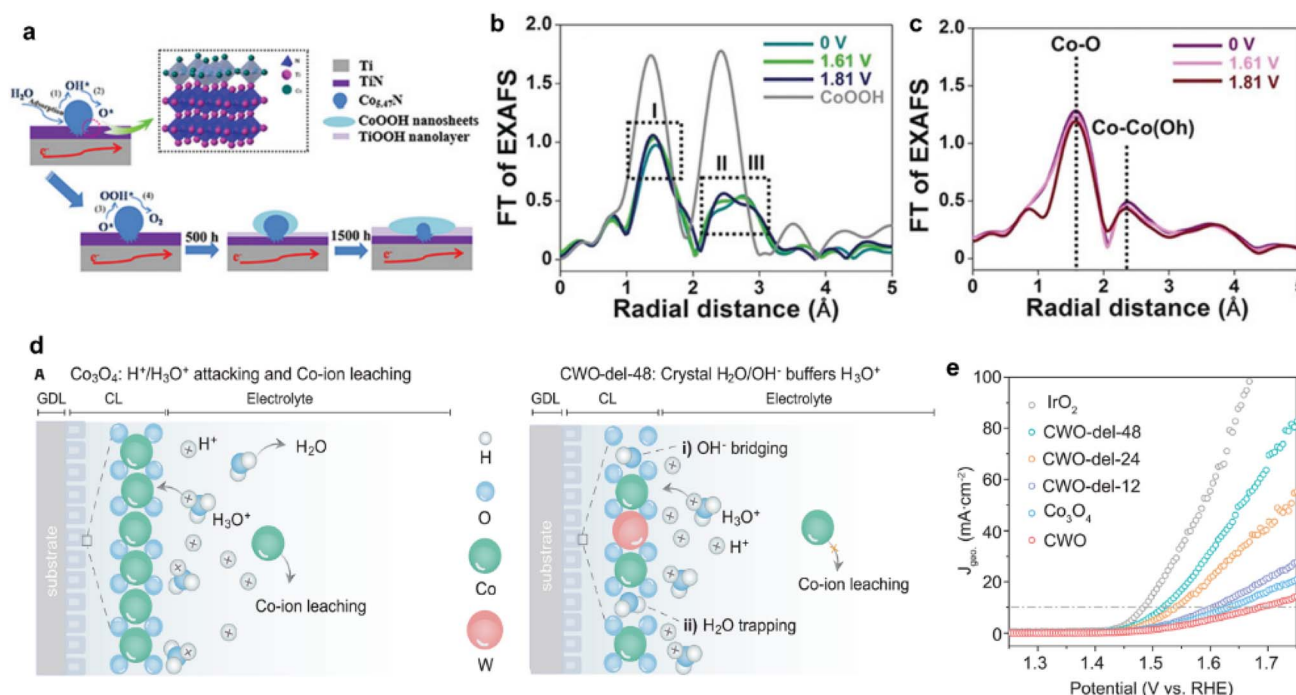 a
H₂O
Adsorption
(1)
OH*
(2)
O*
e⁻
N
Ti
Co
Ti
TiN
Co₅.₄₇N
CoOOH nanosheets
TiOOH nanolayer
OOH*
(3)
(4)
O*
O₂
500 h
1500 h
e⁻
e⁻
e⁻
b
2.0
1.5
1.0
0.5
0
FT of EXAFS
0 V
1.61 V
1.81 V
CoOOH
I
II
III
0 1 2 3 4 5
Radial distance (Å)
c
2.0
1.5
1.0
0.5
0.0
FT of EXAFS
Co-O
Co-Co(Oh)
0 V
1.61 V
1.81 V
0 1 2 3 4 5
Radial distance (Å)
d
A Co₃O₄: H⁺/H₃O⁺ attacking and Co-ion leaching
GDL CL Electrolyte
substrate
H⁺
H₂O
H₃O⁺
Co-ion leaching
H
O
Co
W
CWO-del-48: Crystal H₂O/OH⁻ buffers H₃O⁺
GDL CL Electrolyte
substrate
i) OH⁻ bridging
H₃O⁺
H⁺
Co-ion leaching
ii) H₂O trapping
e
100
80
60
40
20
10
0
J geo. (mA·cm⁻²)
IrO₂
CWO-del-48
CWO-del-24
CWO-del-12
Co₃O₄
CWO
1.3 1.4 1.5 1.6 1.7
Potential (V vs. RHE)